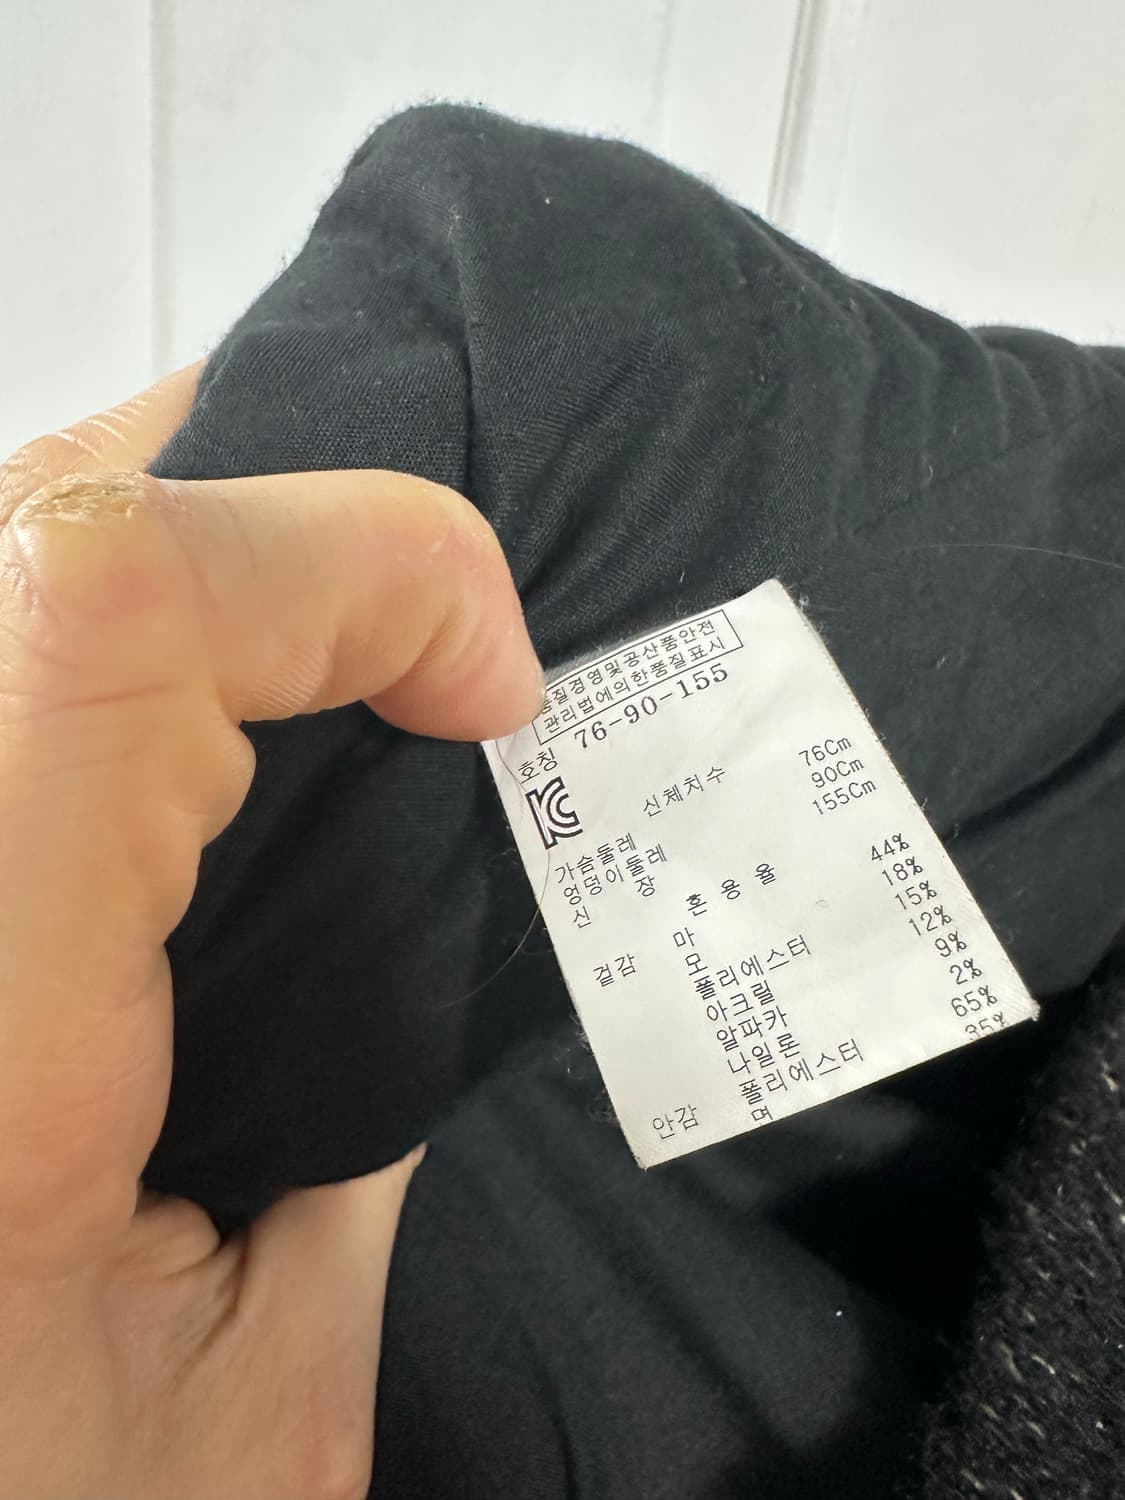 품질경영및공산품안전
관리법에의한품질표시
호칭 76-90-155
신체치수
가슴둘레 76Cm
엉덩이둘레 90Cm
신 장 155Cm
혼 용 율
겉감 마 44%
모 18%
폴리에스터 15%
아크릴 12%
알파카 9%
나일론 2%
안감 폴리에스터 65%
면 35%